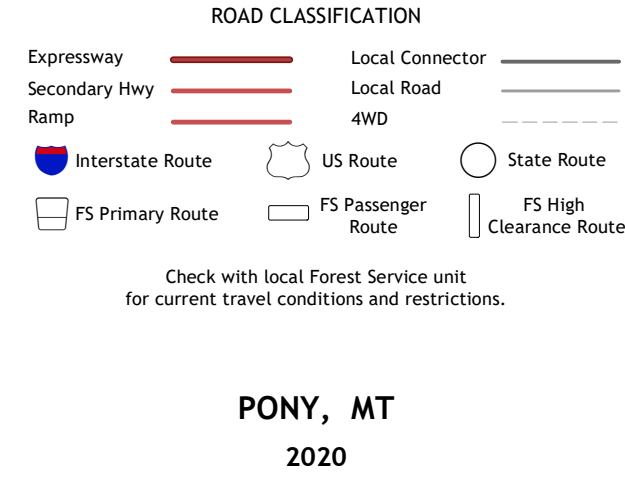 ROAD CLASSIFICATION
Expressway
Local Connector
Secondary Hwy
Local Road
Ramp
4WD
Interstate Route
US Route
State Route
FS Primary Route
FS Passenger
Route
FS High
Clearance Route
Check with local Forest Service unit
for current travel conditions and restrictions.
PONY, MT
2020